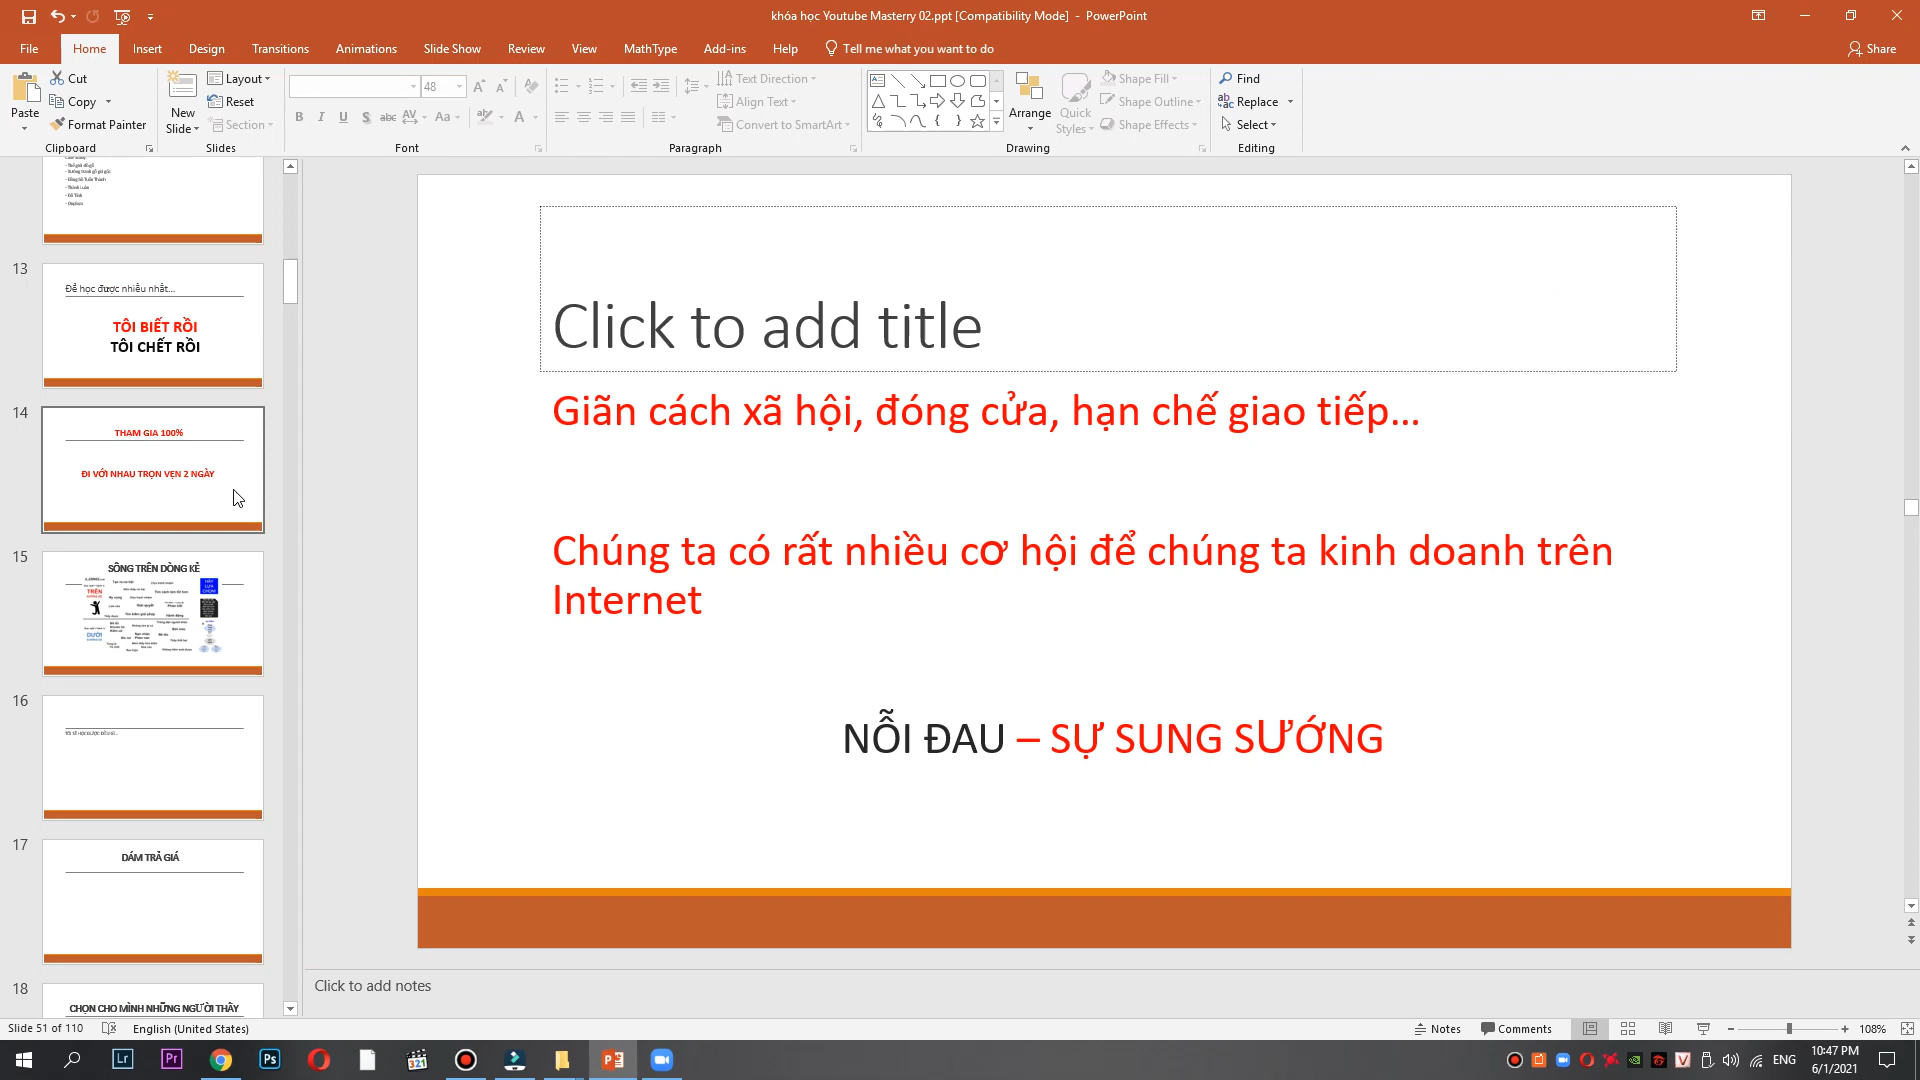 khóa học Youtube Masterry 02.ppt [Compatibility Mode] - PowerPoint
File Home Insert Design Transitions Animations Slide Show Review View MathType Add-ins Help Tell me what you want to do Share
Paste
Cut
Copy
Format Painter
Clipboard
New Slide
Layout
Reset
Section
Slides
48
Font
Text Direction
Align Text
Convert to SmartArt
Paragraph
Arrange
Quick Styles
Shape Fill
Shape Outline
Shape Effects
Drawing
Find
Replace
Select
Editing
13
Để học được nhiều nhất...
TÔI BIẾT RỒI
TÔI CHẾT RỒI
14
THAM GIA 100%
ĐI VỚI NHAU TRỌN VẸN 2 NGÀY
15
SỐNG TRÊN DÒNG KẺ
TRÊN
DƯỚI
16
17
DÁM TRẢ GIÁ
18
CHỌN CHO MÌNH NHỮNG NGƯỜI THẦY
Click to add title
Giãn cách xã hội, đóng cửa, hạn chế giao tiếp...
Chúng ta có rất nhiều cơ hội để chúng ta kinh doanh trên
Internet
NỖI ĐAU – SỰ SUNG SƯỚNG
Click to add notes
Slide 51 of 110 English (United States) Notes Comments 108%
ENG
10:47 PM
6/1/2021